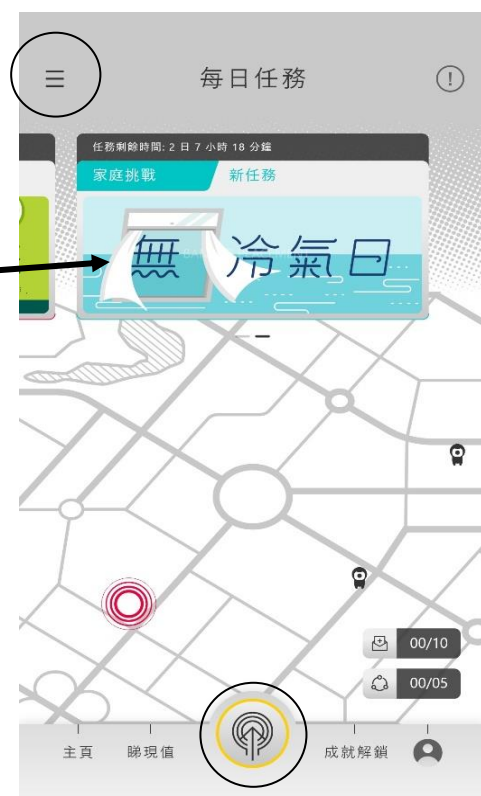 每日任務
任務剩餘時間: 2 日 7 小時 18 分鐘
家庭挑戰 新任務
無冷氣日
00/10
00/05
主頁 睇現值 成就解鎖